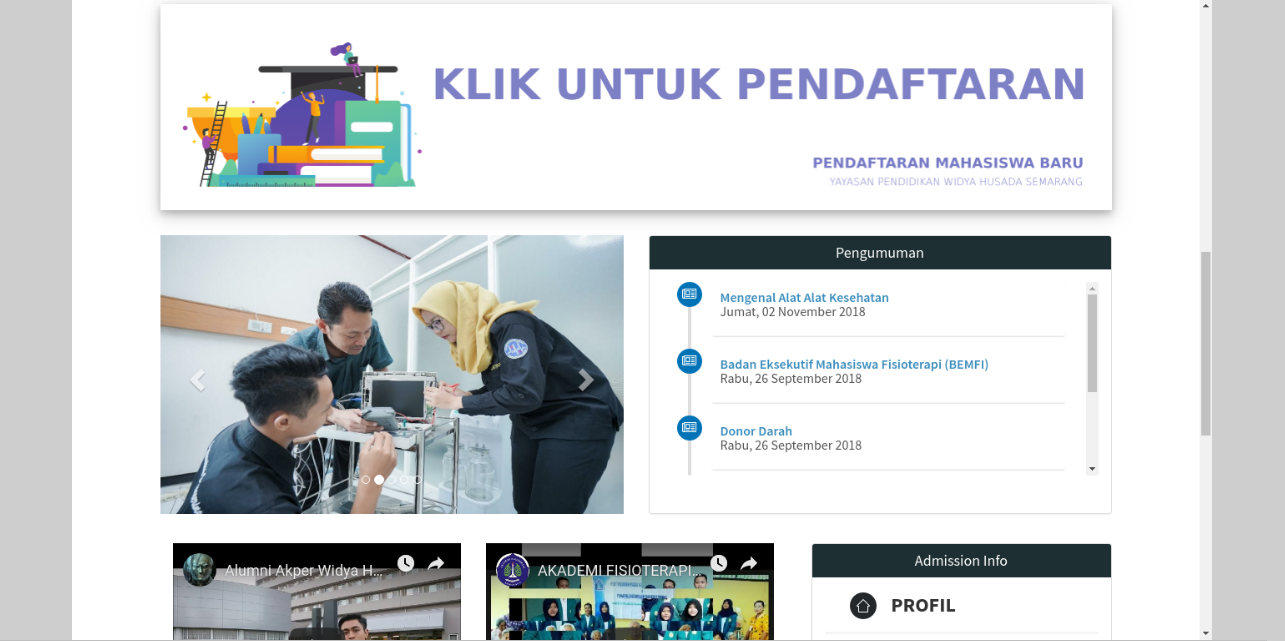 KLIK UNTUK PENDAFTARAN
PENDAFTARAN MAHASISWA BARU
YAYASAN PENDIDIKAN WIDYA HUSADA SEMARANG
Pengumuman
Mengenal Alat Alat Kesehatan
Jumat, 02 November 2018
Badan Eksekutif Mahasiswa Fisioterapi (BEMFI)
Rabu, 26 September 2018
Donor Darah
Rabu, 26 September 2018
Alumni Akper Widya H...
AKADEMI FISIOTERAPI...
Admission Info
PROFIL